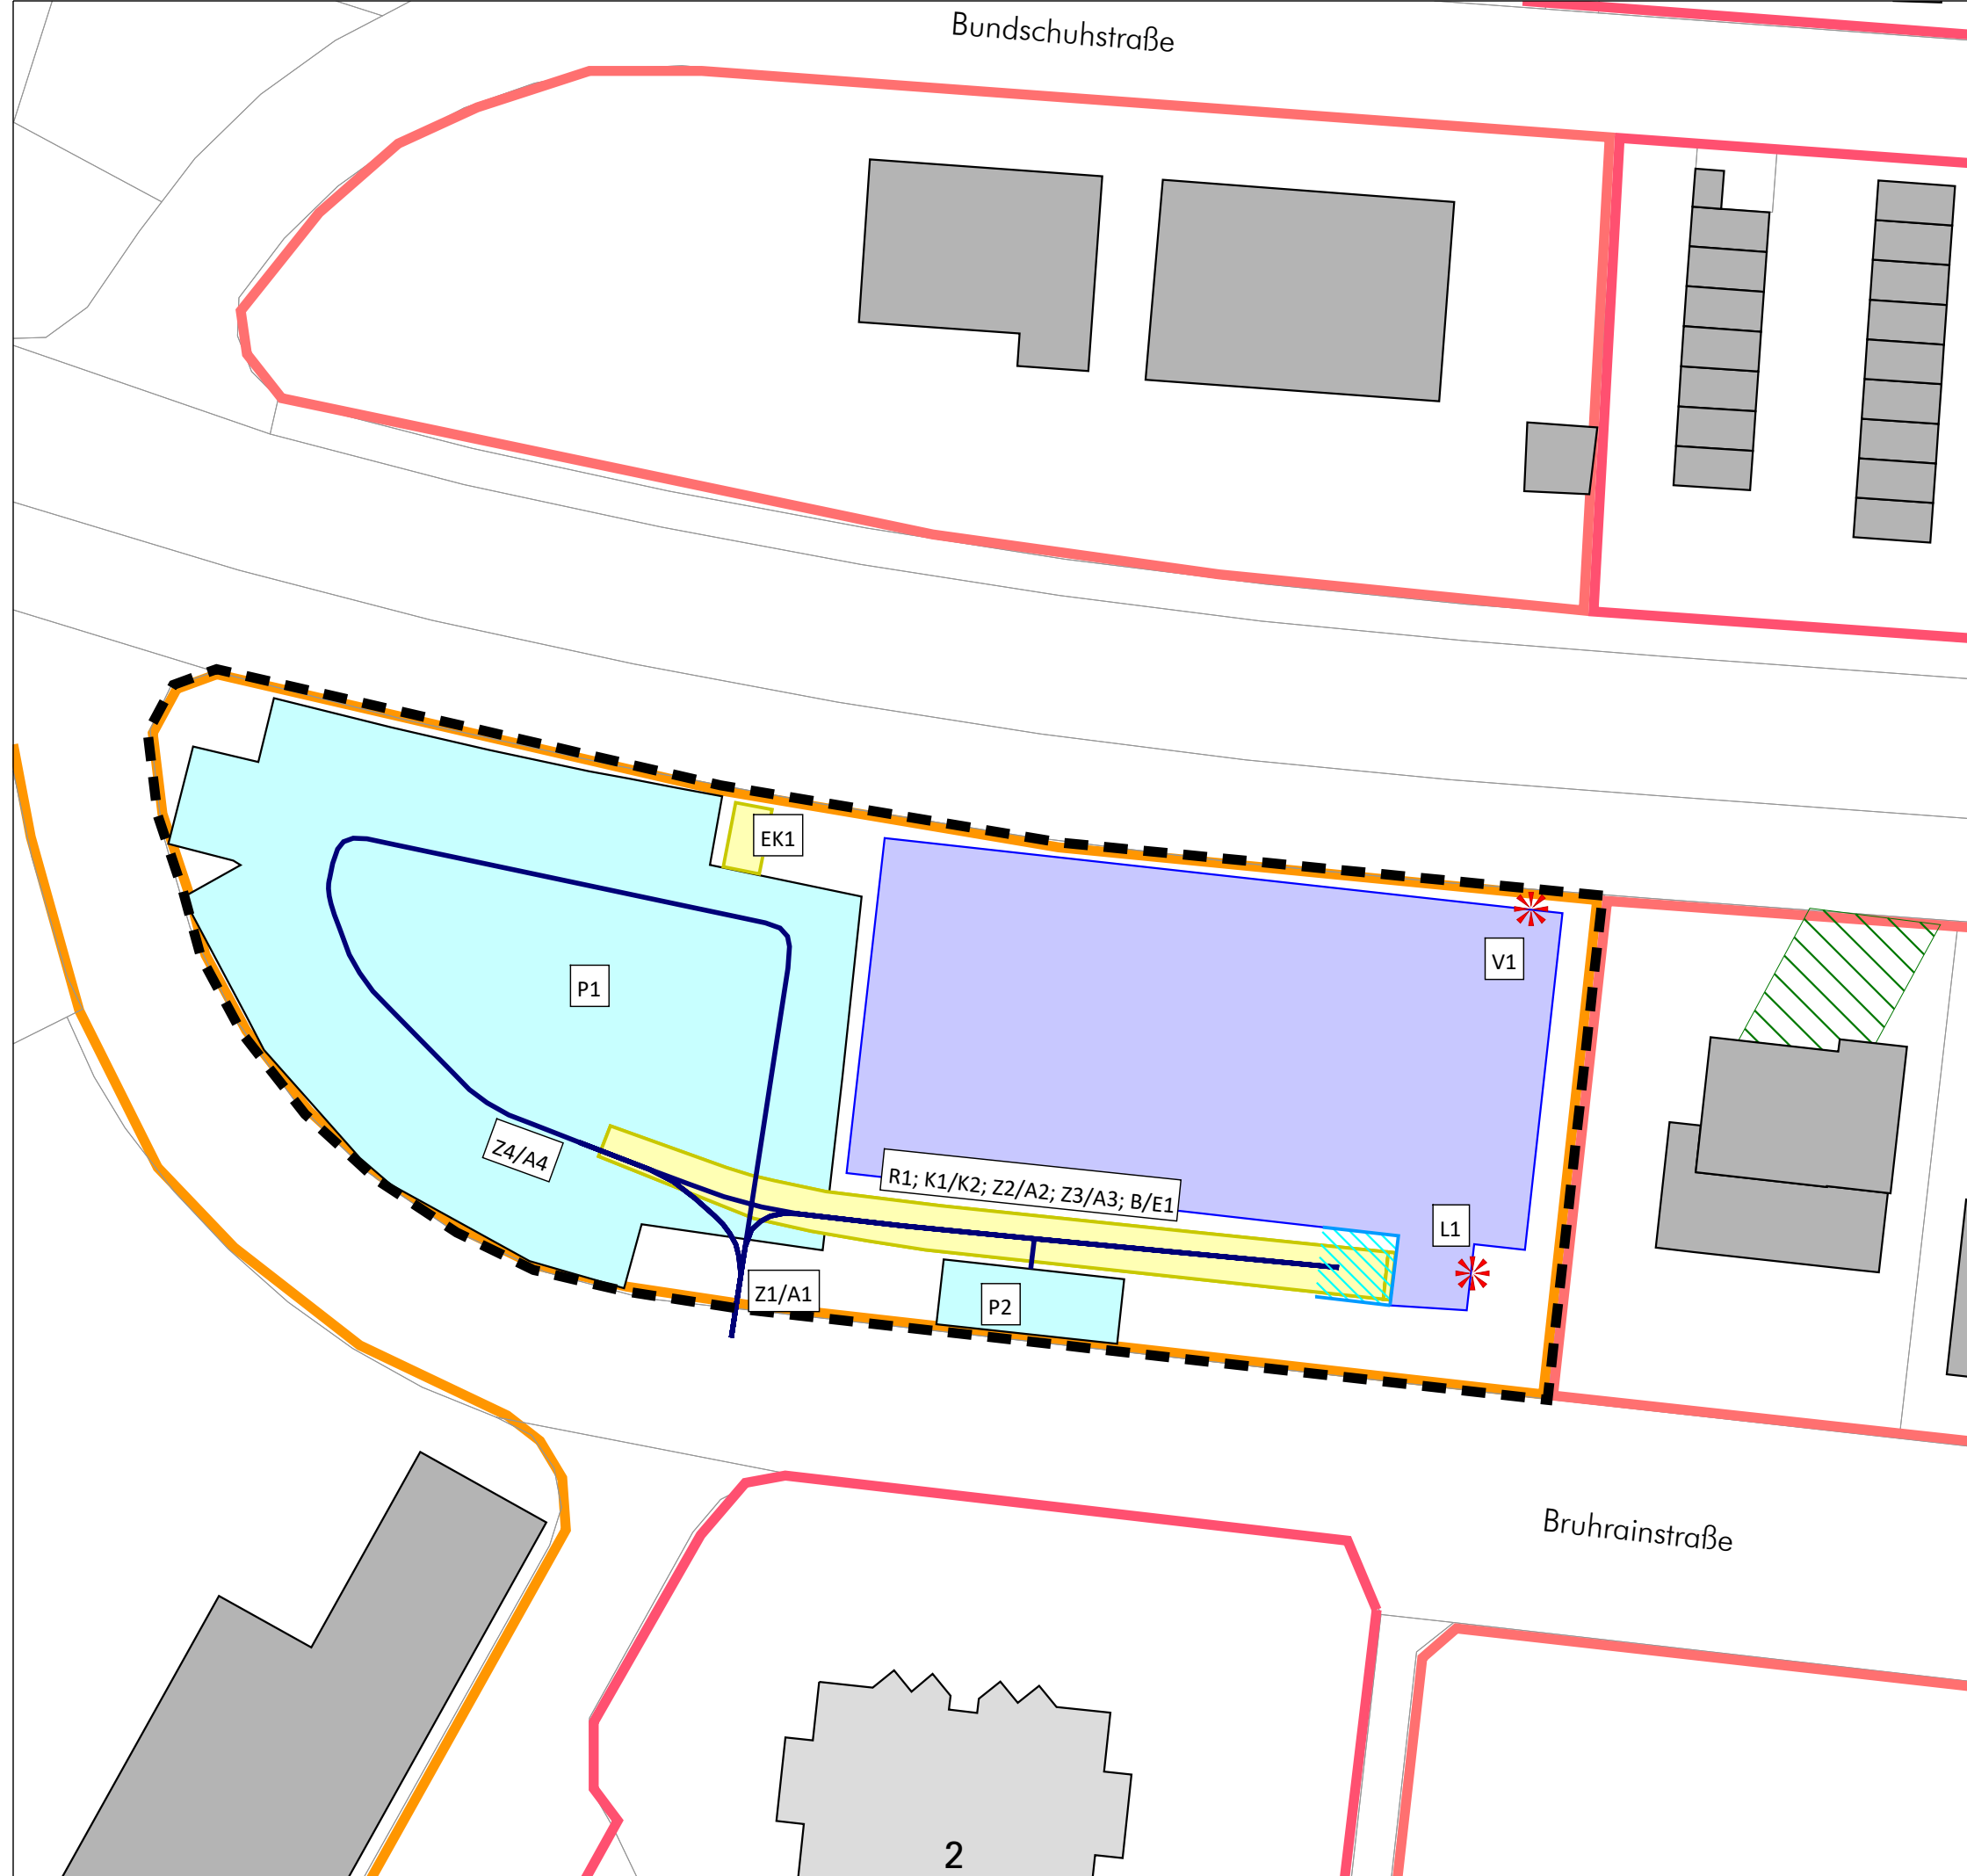 Bundschuhstraße
EK1
P1
V1
Z4/A4
R1; K1/K2; Z2/A2; Z3/A3; B/E1
L1
Z1/A1
P2
Bruhrainstraße
2